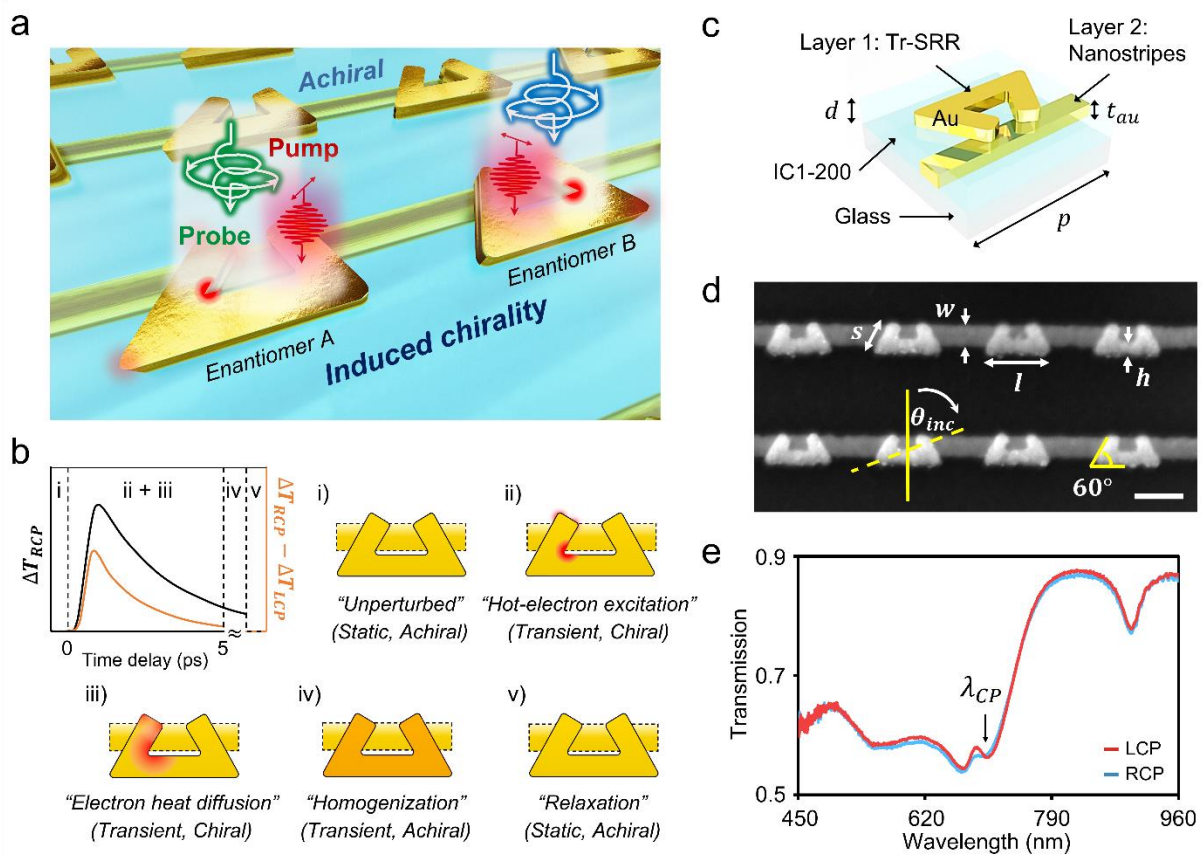 a
Achiral
Pump
Probe
Enantiomer A
Enantiomer B
Induced chirality
b
i
ii + iii
iv
v
ΔT_RCP
ΔT_RCP − ΔT_LCP
0
5
≈
Time delay (ps)
i)
"Unperturbed"
(Static, Achiral)
ii)
"Hot-electron excitation"
(Transient, Chiral)
iii)
"Electron heat diffusion"
(Transient, Chiral)
iv)
"Homogenization"
(Transient, Achiral)
v)
"Relaxation"
(Static, Achiral)
c
Layer 1: Tr-SRR
Layer 2:
Nanostripes
d
Au
t_au
IC1-200
Glass
p
d
s
w
l
h
θ_inc
60°
e
0.9
0.7
0.5
Transmission
λ_CP
LCP
RCP
450
620
790
960
Wavelength (nm)